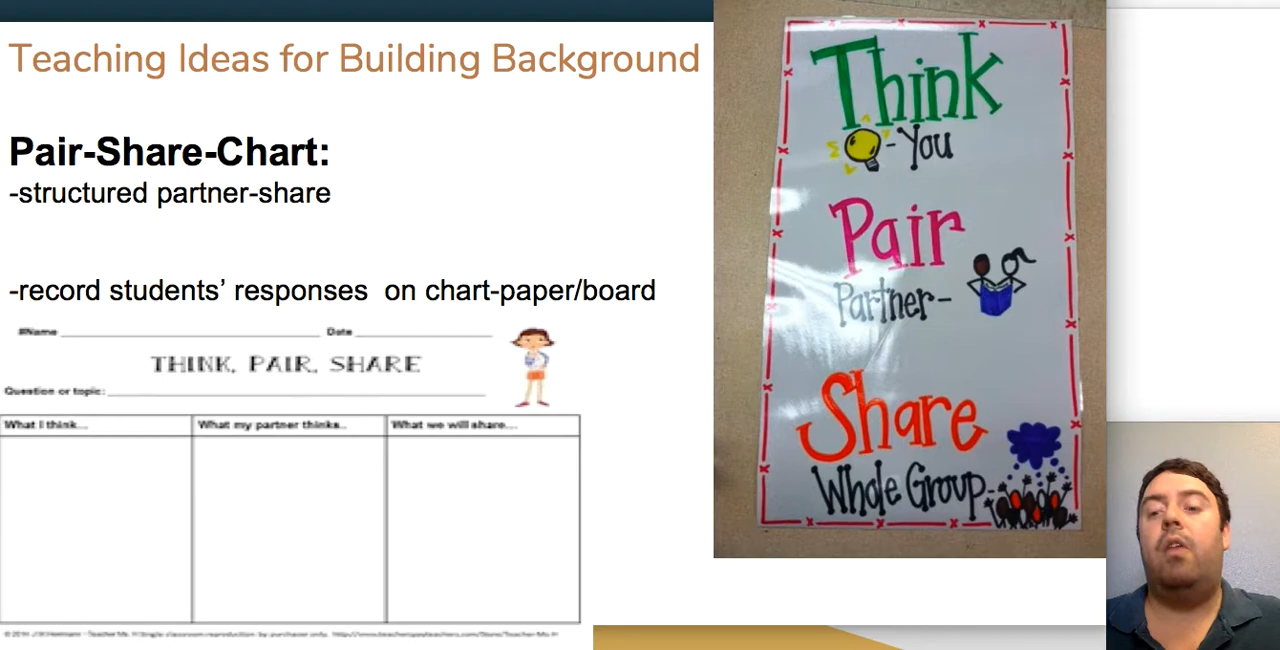 Teaching Ideas for Building Background
Pair-Share-Chart:
-structured partner-share
-record students’ responses on chart-paper/board
#Name Date
THINK, PAIR, SHARE
Question or topic:
What I think... What my partner thinks... What we will share...
Think
-You
Pair
Partner-
Share
Whole Group-